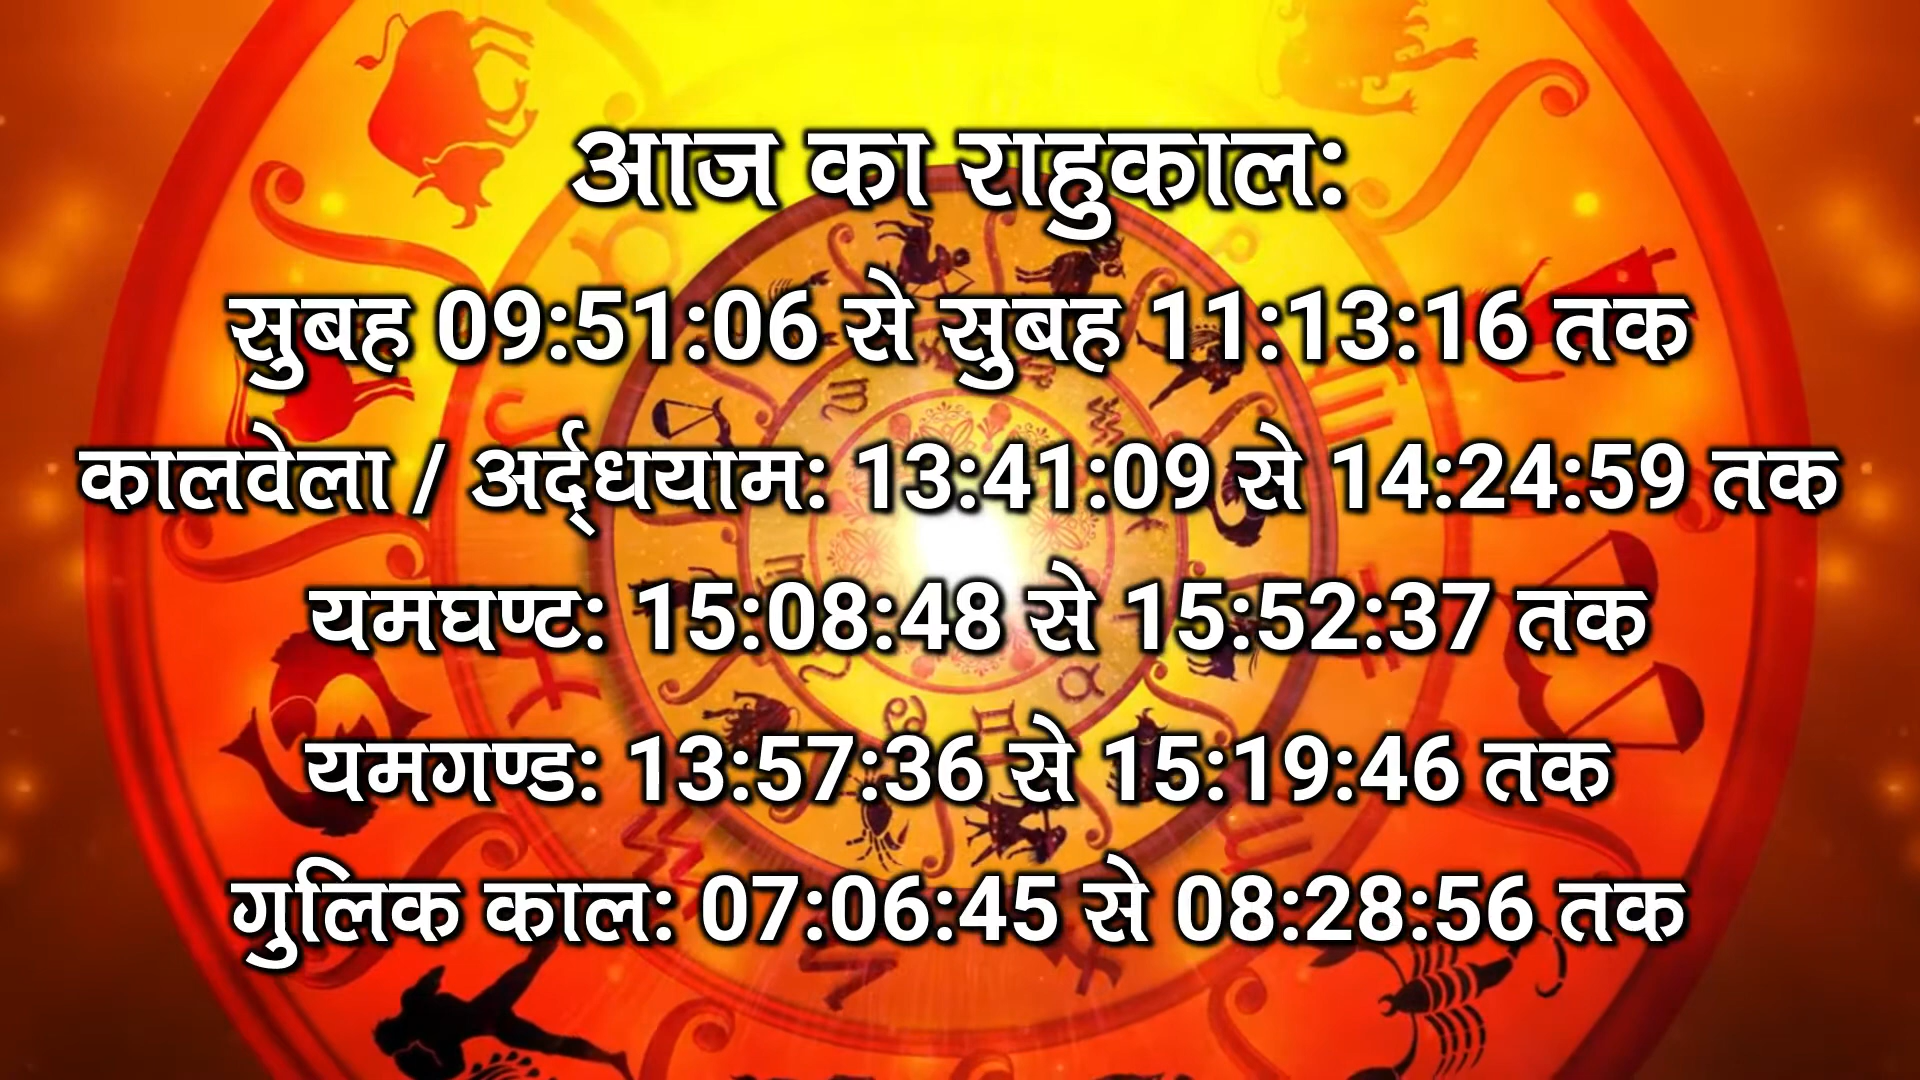 आज का राहुकाल:
सुबह 09:51:06 से सुबह 11:13:16 तक
कालवेला / अर्द्धयाम: 13:41:09 से 14:24:59 तक
यमघण्ट: 15:08:48 से 15:52:37 तक
यमगण्ड: 13:57:36 से 15:19:46 तक
गुलिक काल: 07:06:45 से 08:28:56 तक